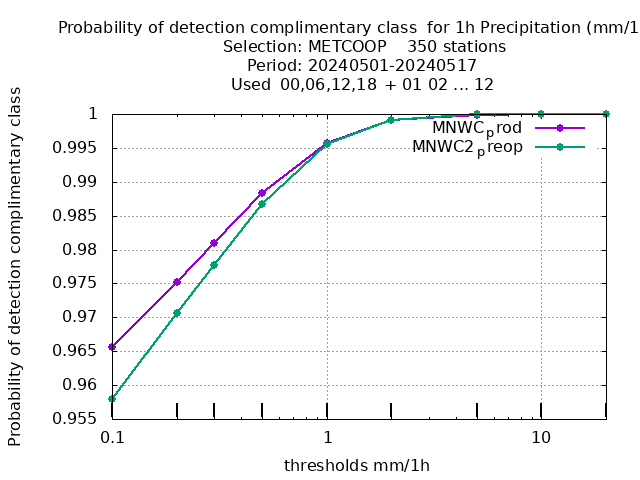 Probability of detection complimentary class for 1h Precipitation (mm/1
Selection: METCOOP 350 stations
Period: 20240501-20240517
Used 00,06,12,18 + 01 02 ... 12
Probability of detection complimentary class
1
0.995
0.99
0.985
0.98
0.975
0.97
0.965
0.96
0.955
MNWCprod
MNWC2preop
0.1 1 10
thresholds mm/1h